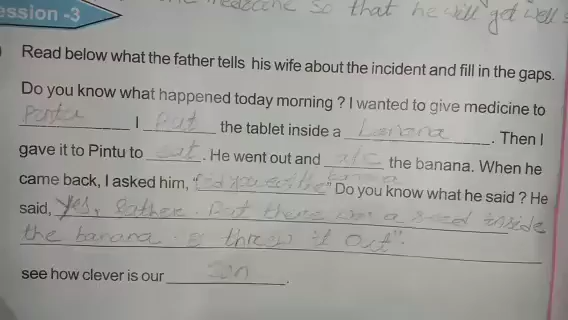 ession -3
medecine so that he will get well s
Read below what the father tells his wife about the incident and fill in the gaps.
Do you know what happened today morning ? I wanted to give medicine to
Pintu I put the tablet inside a banana. Then I
gave it to Pintu to eat. He went out and ate the banana. When he
came back, I asked him, "Did you eat the banana" Do you know what he said ? He
said, Yes, father. But there was a seed inside
the banana. I threw it out".
see how clever is our son.